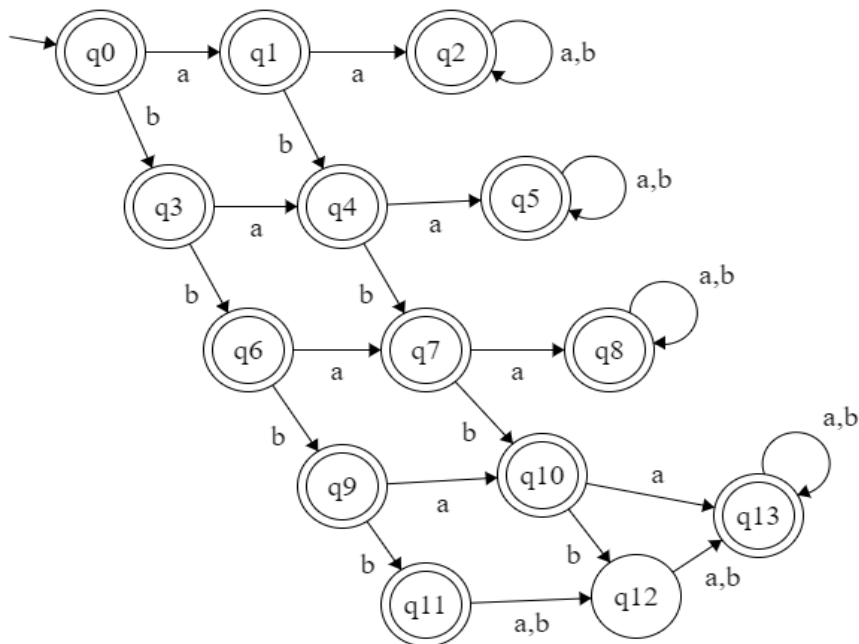 q0 q1 q2
a a a,b
b
b
q3 q4 q5 a,b
a a
b b
a,b
q6 q7 q8
a a
b b
a,b
q9 q10 a
a q13
b b
q11 q12 a,b
a,b